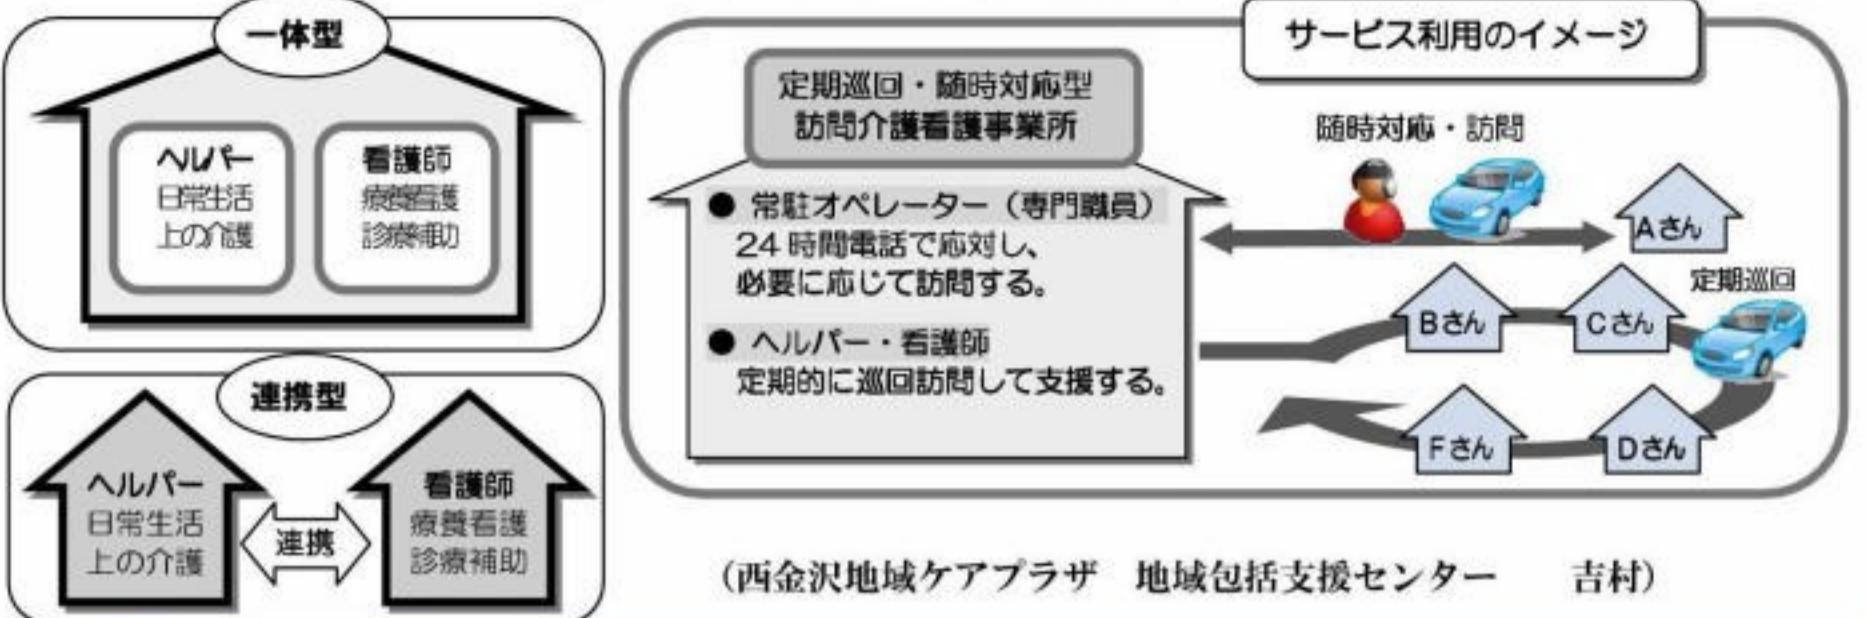 一体型
ヘルパー
日常生活
上の介護
看護師
療養看護
診療補助
連携型
ヘルパー
日常生活
上の介護
連携
看護師
療養看護
診療補助
サービス利用のイメージ
定期巡回・随時対応型
訪問介護看護事業所
● 常駐オペレーター（専門職員）
24時間電話で応対し、
必要に応じて訪問する。
● ヘルパー・看護師
定期的に巡回訪問して支援する。
随時対応・訪問
Aさん
定期巡回
Bさん
Cさん
Fさん
Dさん
（西金沢地域ケアプラザ　地域包括支援センター　　吉村）